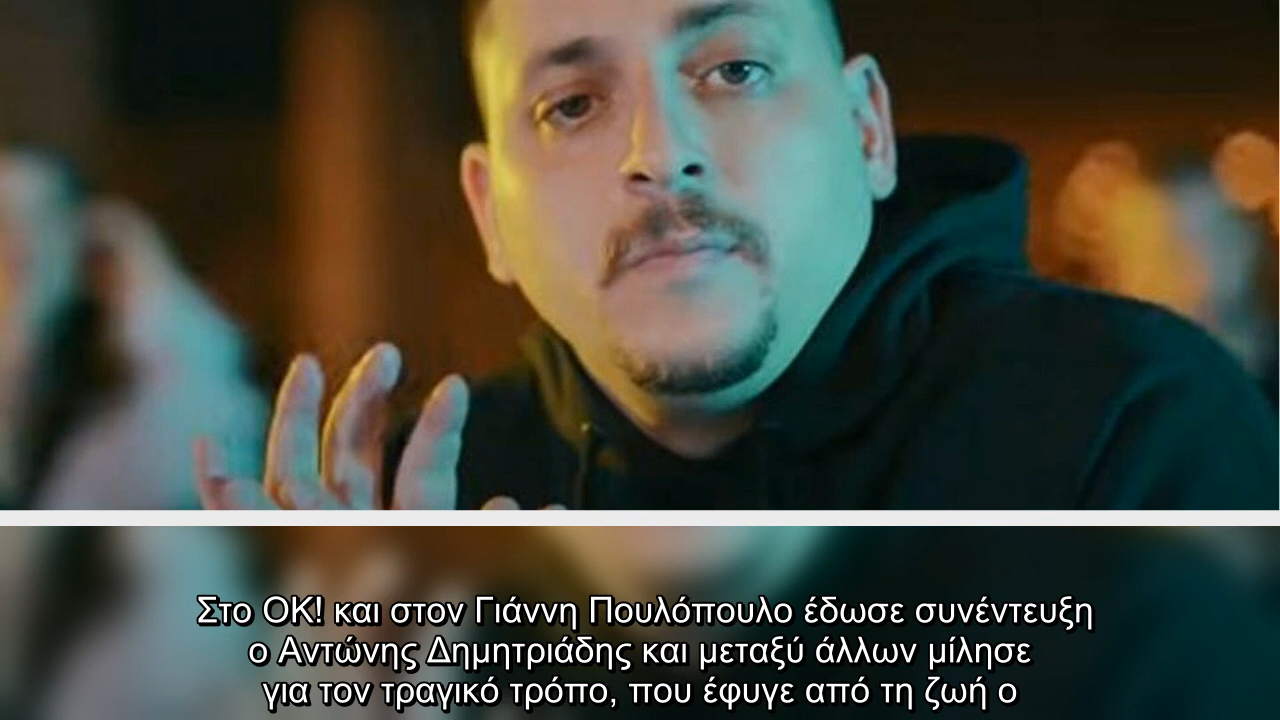 Στο ΟΚ! και στον Γιάννη Πουλόπουλο έδωσε συνέντευξη
ο Αντώνης Δημητριάδης και μεταξύ άλλων μίλησε
για τον τραγικό τρόπο, που έφυγε από τη ζωή ο